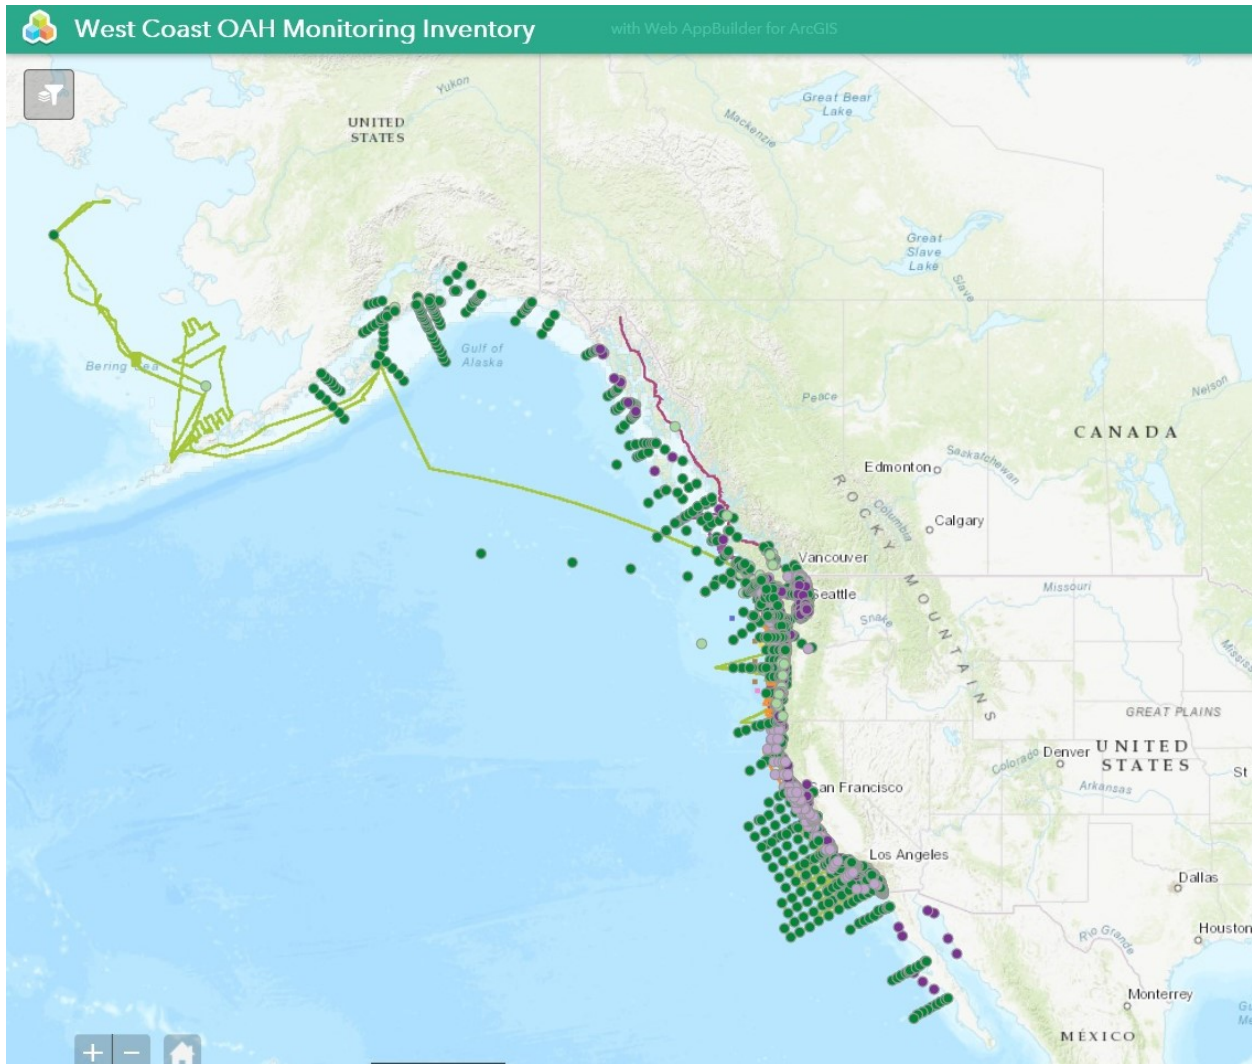 West Coast OAH Monitoring Inventory
with Web AppBuilder for ArcGIS
Yukon
Great Bear
Lake
UNITED
STATES
Mackenzie
Great
Slave
Lake
Slave
Gulf of
Alaska
Bering Sea
Peace
Nelson
CANADA
Saskatchewan
Edmonton
ROCKY MOUNTAINS
Columbia
Calgary
Vancouver
Missouri
Seattle
Snake
GREAT PLAINS
Denver
UNITED
STATES
Colorado
St
San Francisco
Arkansas
Los Angeles
Dallas
Houston
Rio Grande
Monterrey
MÉXICO
+
−